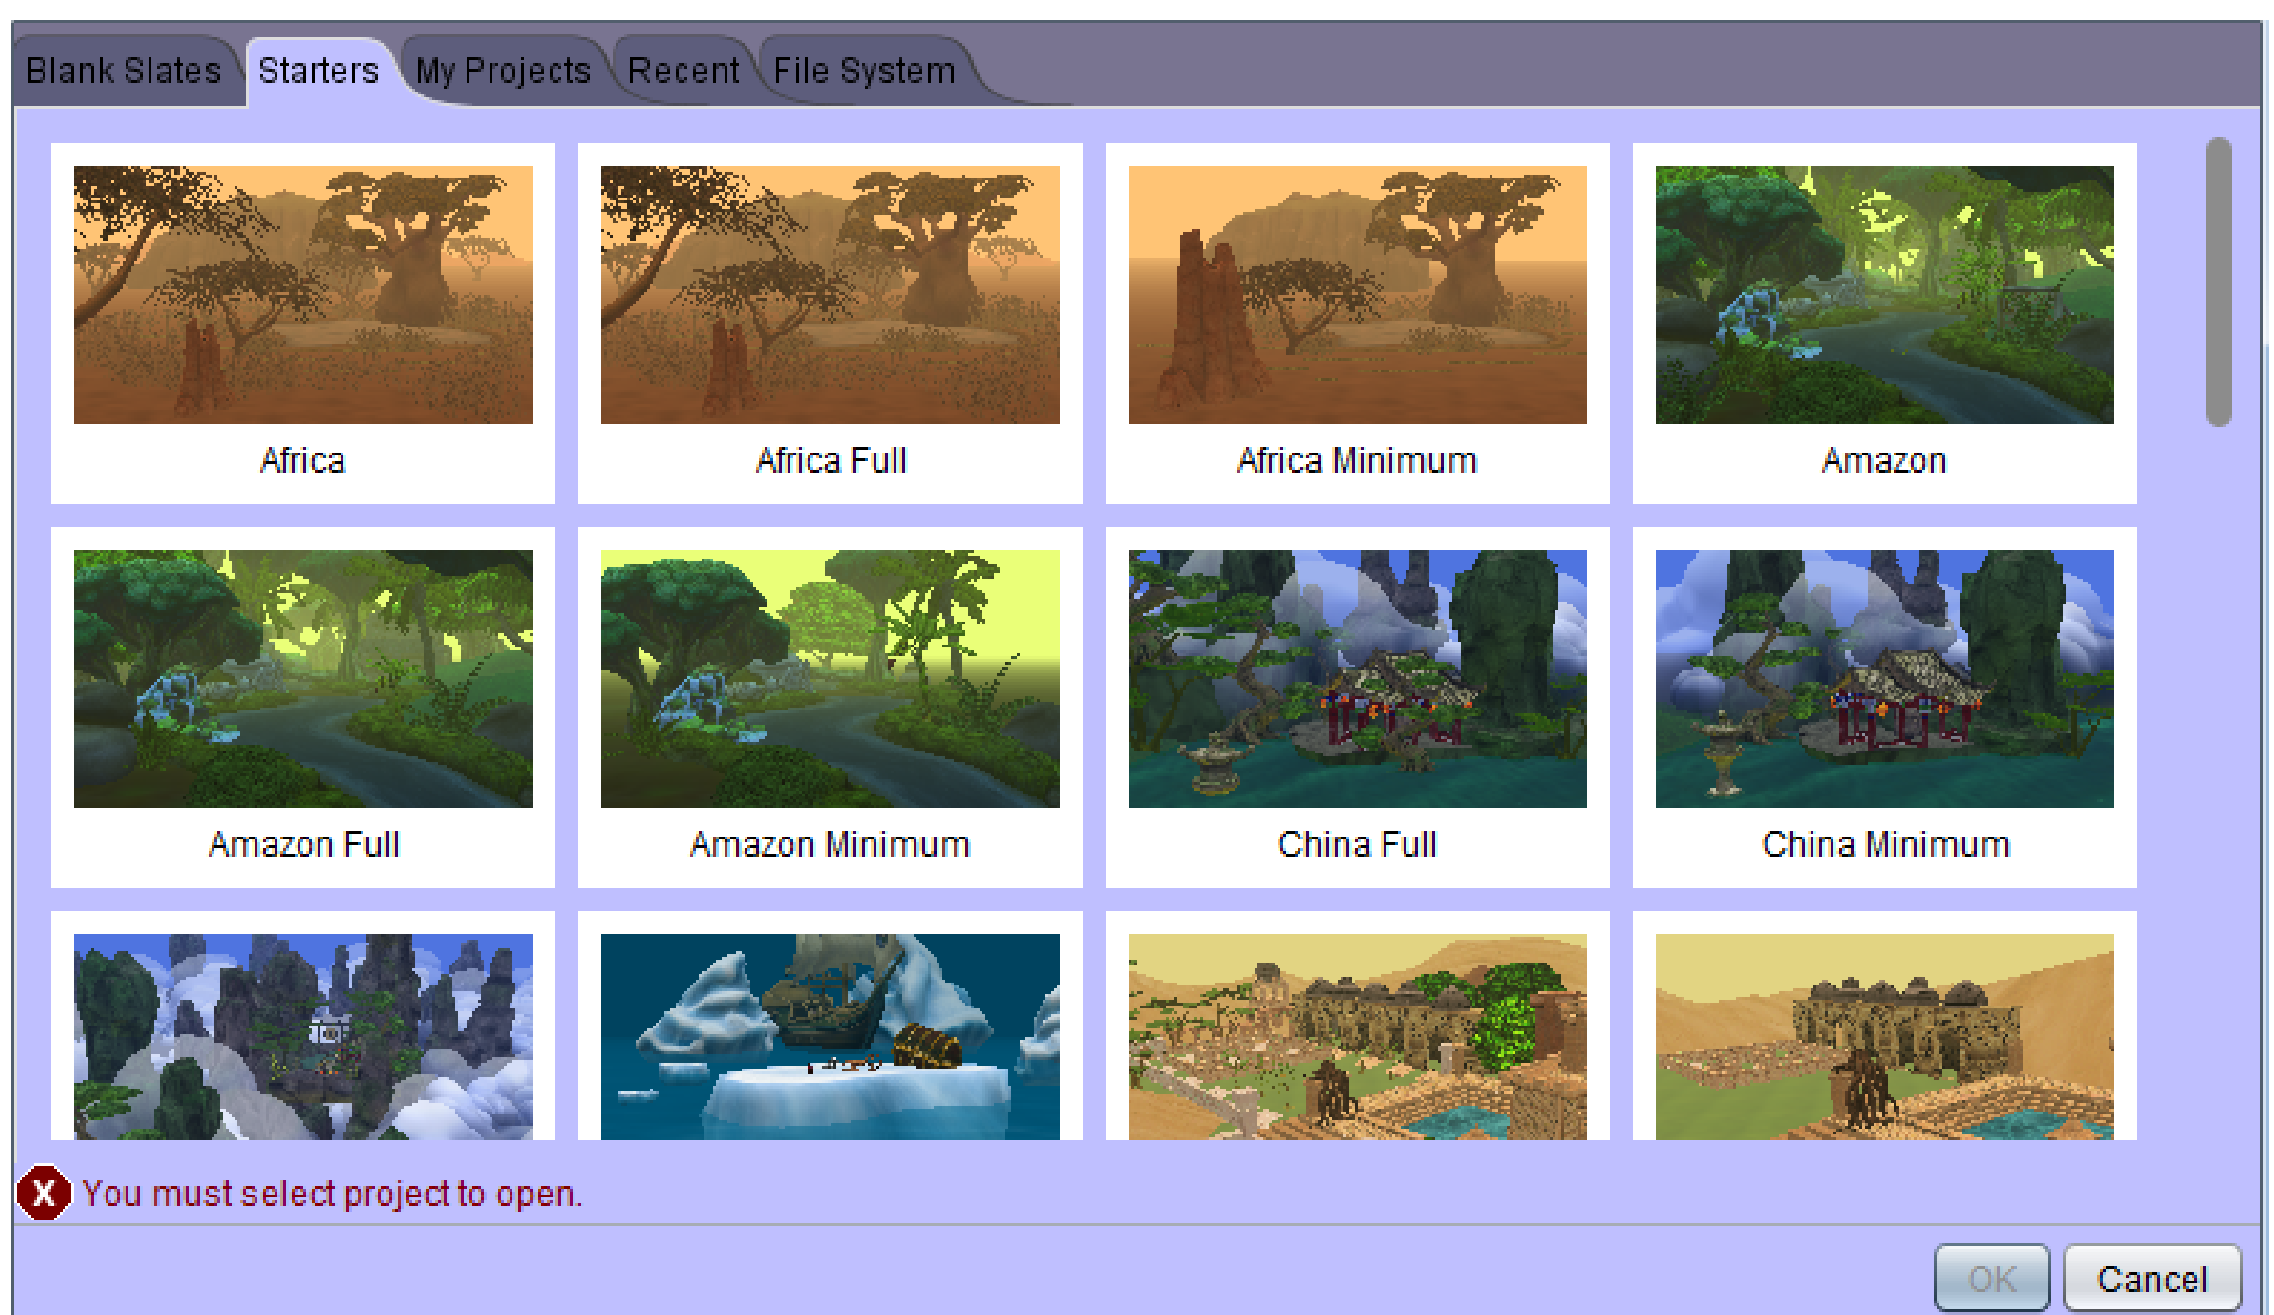 Blank Slates Starters My Projects Recent File System
Africa Africa Full Africa Minimum Amazon
Amazon Full Amazon Minimum China Full China Minimum
X You must select project to open.
OK Cancel